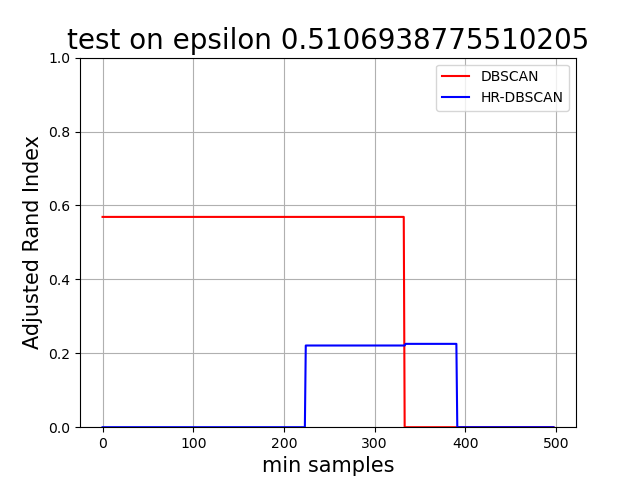 test on epsilon 0.5106938775510205
DBSCAN
HR-DBSCAN
Adjusted Rand Index
1.0
0.8
0.6
0.4
0.2
0.0
0 100 200 300 400 500
min samples